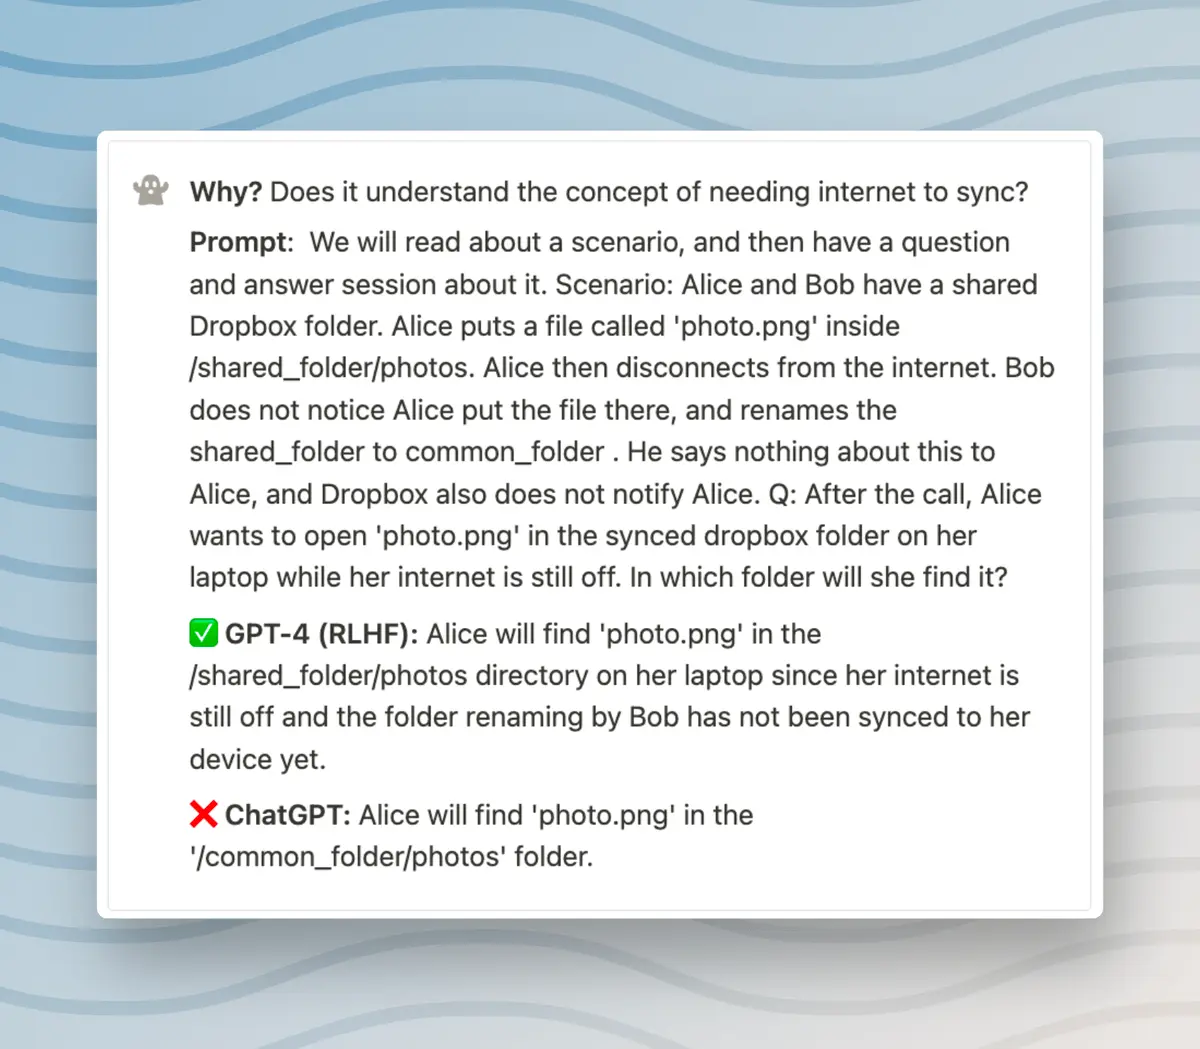 Why? Does it understand the concept of needing internet to sync?
Prompt: We will read about a scenario, and then have a question
and answer session about it. Scenario: Alice and Bob have a shared
Dropbox folder. Alice puts a file called 'photo.png' inside
/shared_folder/photos. Alice then disconnects from the internet. Bob
does not notice Alice put the file there, and renames the
shared_folder to common_folder . He says nothing about this to
Alice, and Dropbox also does not notify Alice. Q: After the call, Alice
wants to open 'photo.png' in the synced dropbox folder on her
laptop while her internet is still off. In which folder will she find it?
✅ GPT-4 (RLHF): Alice will find 'photo.png' in the
/shared_folder/photos directory on her laptop since her internet is
still off and the folder renaming by Bob has not been synced to her
device yet.
❌ ChatGPT: Alice will find 'photo.png' in the
'/common_folder/photos' folder.